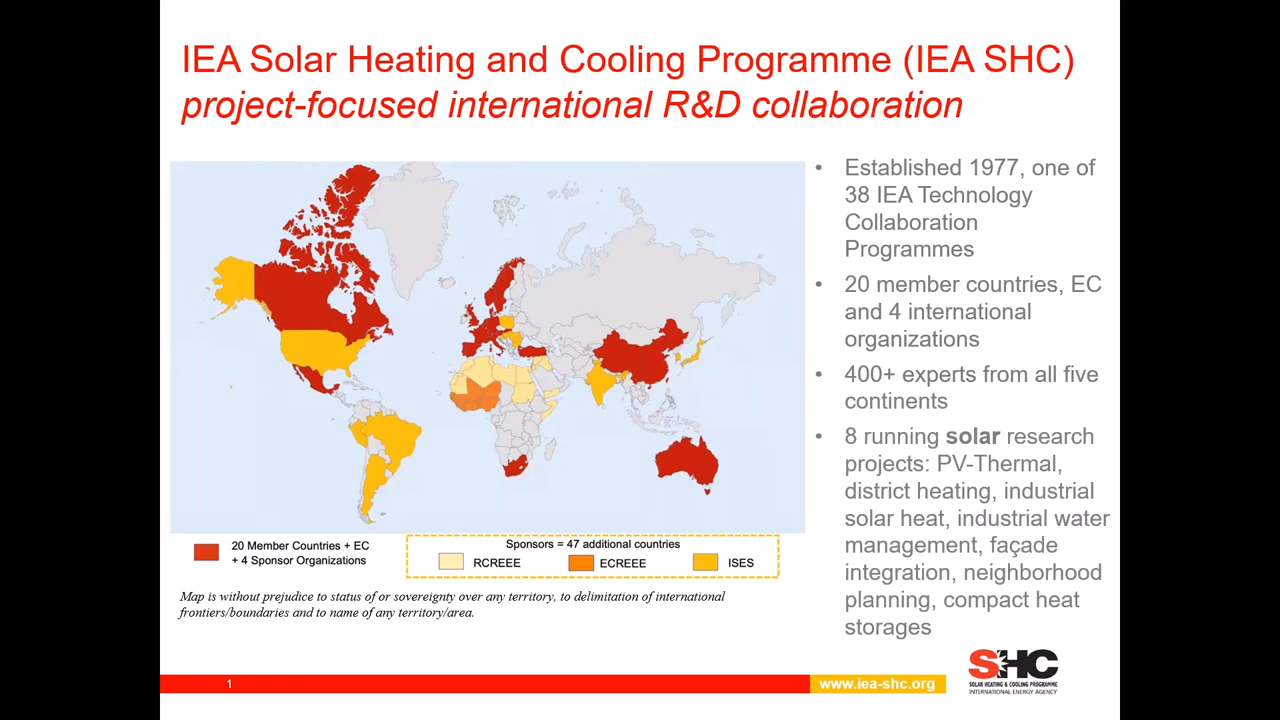 IEA Solar Heating and Cooling Programme (IEA SHC)
project-focused international R&D collaboration
• Established 1977, one of
38 IEA Technology
Collaboration
Programmes
• 20 member countries, EC
and 4 international
organizations
• 400+ experts from all five
continents
• 8 running solar research
projects: PV-Thermal,
district heating, industrial
solar heat, industrial water
management, façade
integration, neighborhood
planning, compact heat
storages
20 Member Countries + EC
+ 4 Sponsor Organizations
Sponsors = 47 additional countries
RCREEE
ECREEE
ISES
Map is without prejudice to status of or sovereignty over any territory, to delimitation of international
frontiers/boundaries and to name of any territory/area.
1
www.iea-shc.org
SHC
SOLAR HEATING & COOLING PROGRAMME
INTERNATIONAL ENERGY AGENCY